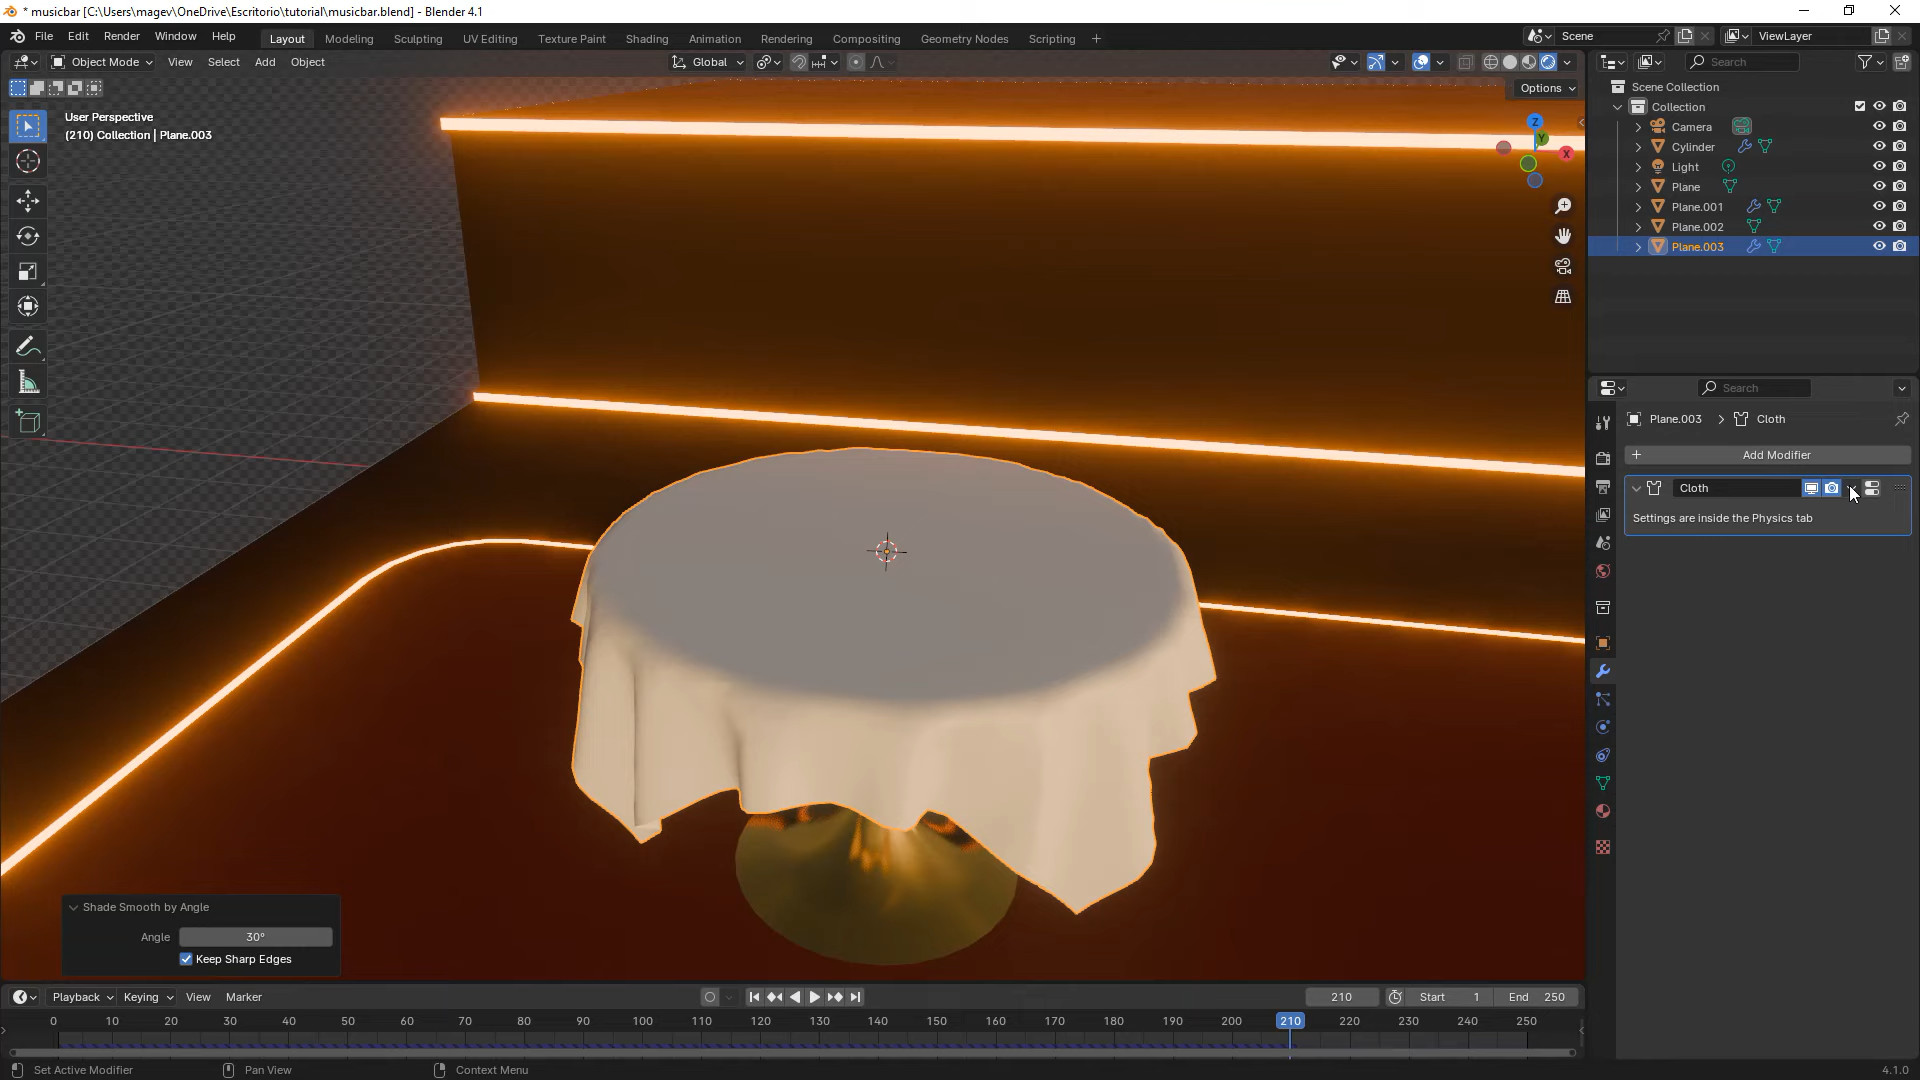 * musicbar [C:\Users\magev\OneDrive\Escritorio\tutorial\musicbar.blend] - Blender 4.1
File Edit Render Window Help
Layout Modeling Sculpting UV Editing Texture Paint Shading Animation Rendering Compositing Geometry Nodes Scripting +
Scene
ViewLayer
Object Mode View Select Add Object
Global
Search
Options
User Perspective
(210) Collection | Plane.003
Z
Y
X
Scene Collection
Collection
Camera
Cylinder
Light
Plane
Plane.001
Plane.002
Plane.003
Search
Plane.003 > Cloth
+ Add Modifier
Cloth
Settings are inside the Physics tab
Shade Smooth by Angle
Angle 30°
Keep Sharp Edges
Playback Keying View Marker
210 Start 1 End 250
0 10 20 30 40 50 60 70 80 90 100 110 120 130 140 150 160 170 180 190 200 210 220 230 240 250
Set Active Modifier Pan View Context Menu 4.1.0